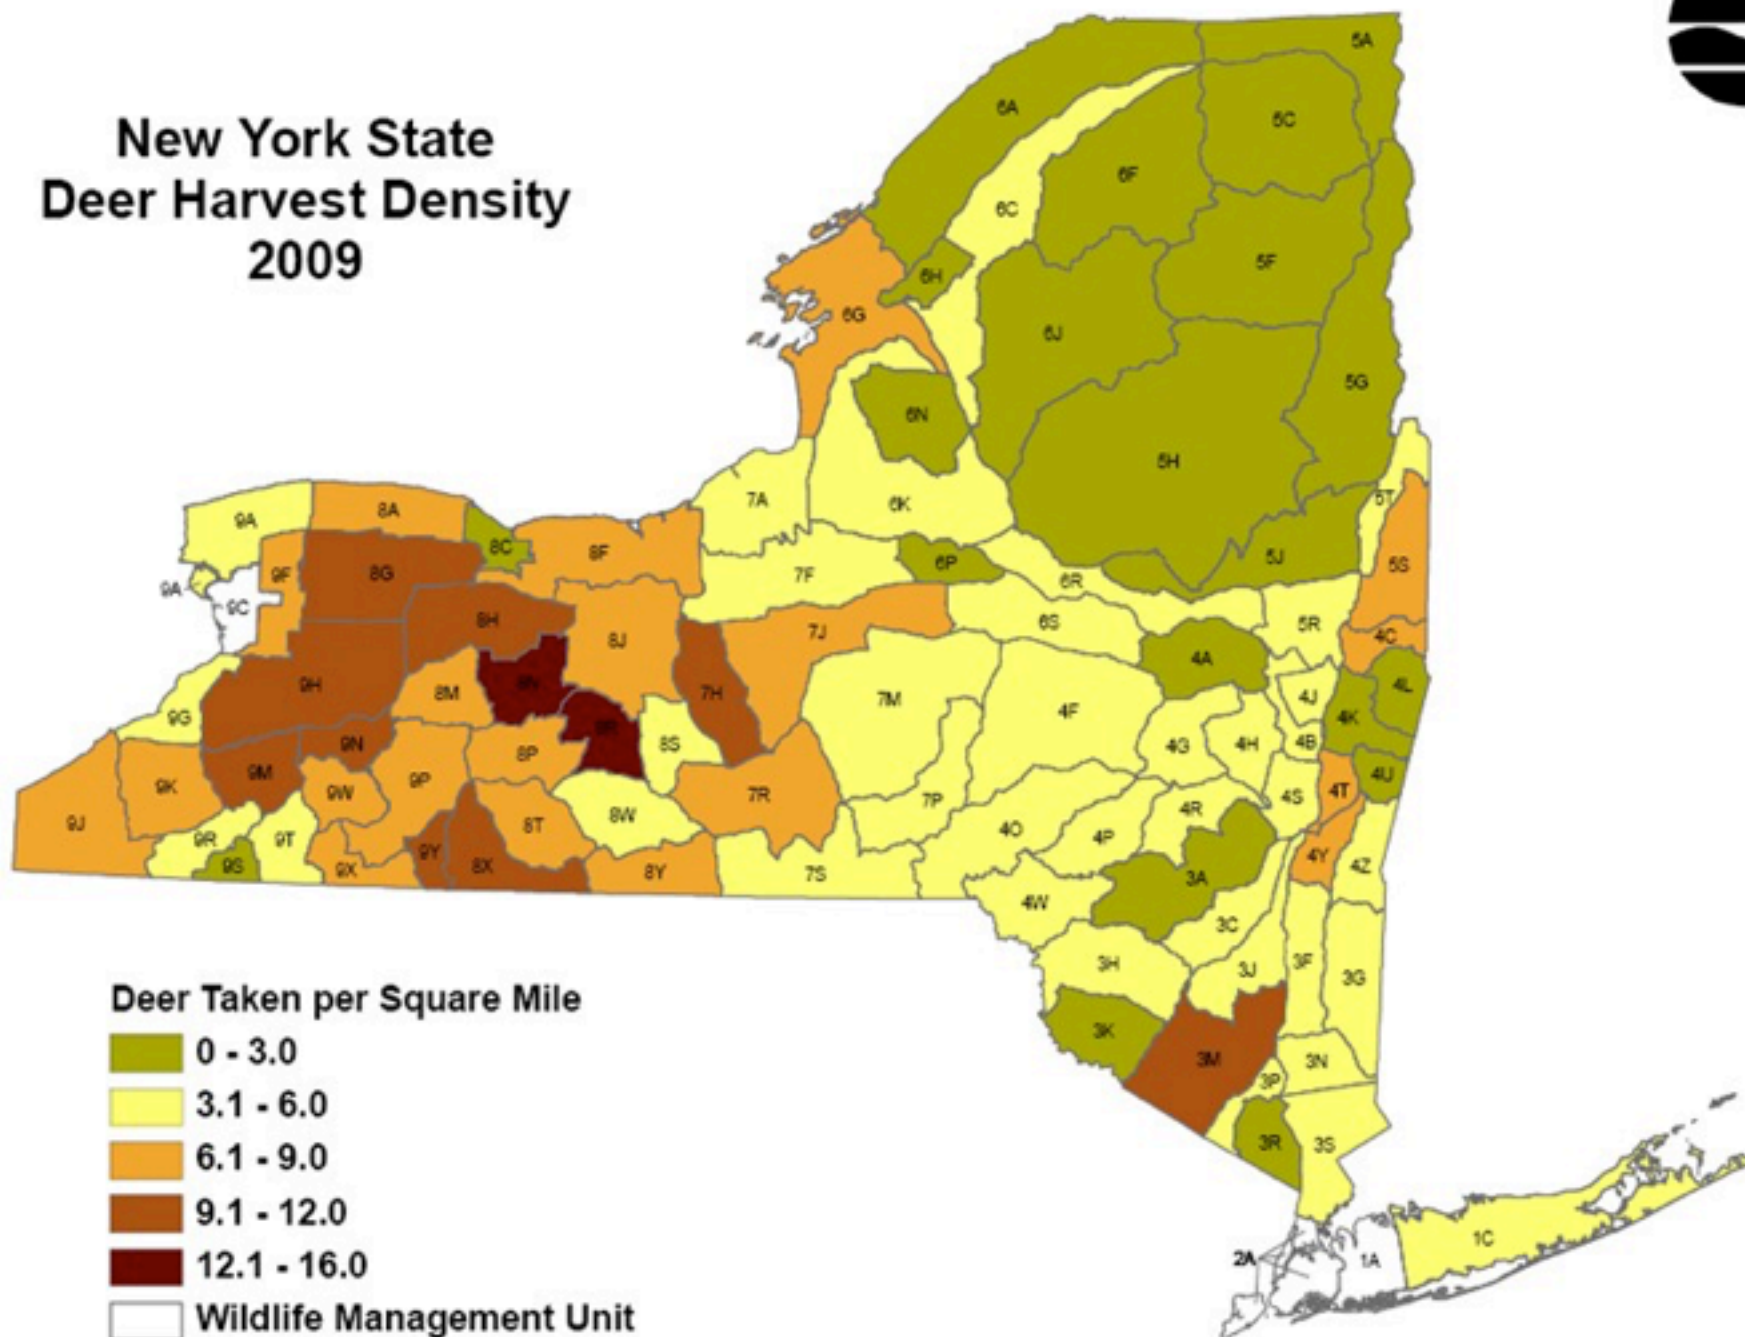 New York State
Deer Harvest Density
2009
5A
6A
5C
6F
6C
5F
6H
6G
6J
5G
6N
5H
5T
7A
6K
9A
8A
8C
8F
5J
5S
9F
8G
7F
6P
6R
9A
9C
8H
8J
7J
6S
5R
4C
4A
9H
8M
8N
7H
7M
4F
4J
4L
4K
9G
9N
8R
8S
4G
4H
4B
9M
8P
4U
9K
9W
9P
7R
7P
4S
4T
9J
8T
8W
4O
4P
4R
9R
9T
9S
9X
9Y
8X
8Y
7S
3A
4Y
4Z
4W
3C
3H
3J
3F
3G
3K
3M
3N
3P
3R
3S
2A
1A
1C
Deer Taken per Square Mile
0 - 3.0
3.1 - 6.0
6.1 - 9.0
9.1 - 12.0
12.1 - 16.0
Wildlife Management Unit